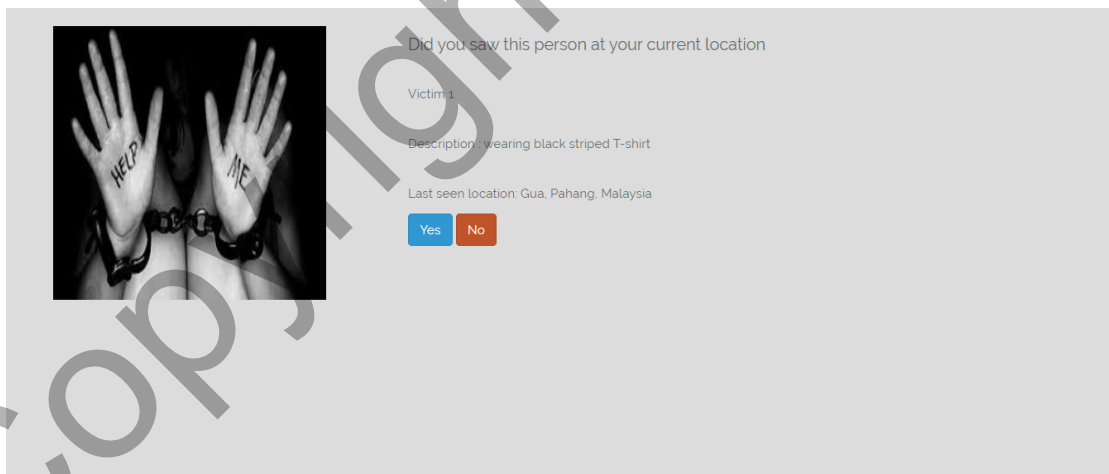 HELP
ME
Did you saw this person at your current location
Victim 1
Description : wearing black striped T-shirt
Last seen location: Gua, Pahang, Malaysia
Yes No
Copyright